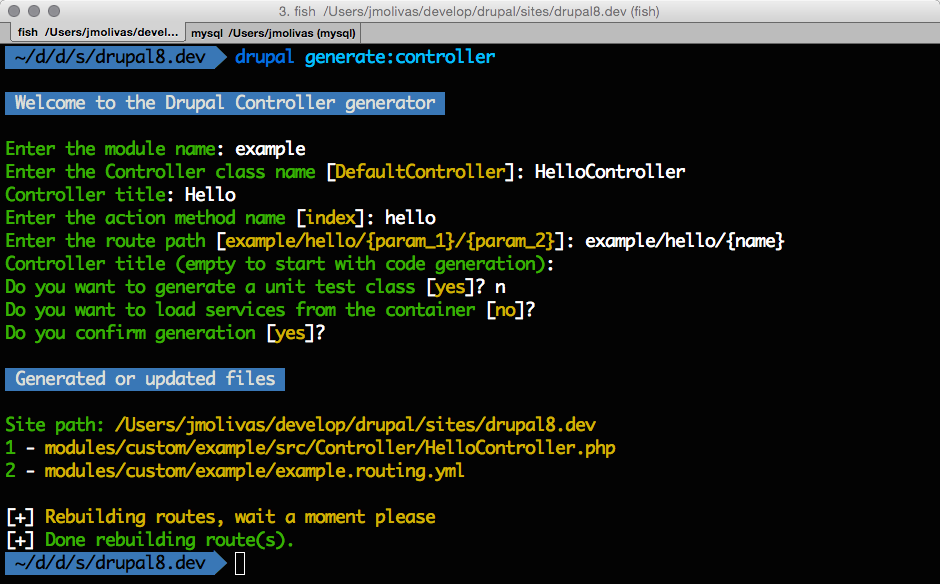 3. fish /Users/jmolivas/develop/drupal/sites/drupal8.dev (fish)
fish /Users/jmolivas/devel... mysql /Users/jmolivas (mysql)
~/d/d/s/drupal8.dev drupal generate:controller
Welcome to the Drupal Controller generator
Enter the module name: example
Enter the Controller class name [DefaultController]: HelloController
Controller title: Hello
Enter the action method name [index]: hello
Enter the route path [example/hello/{param_1}/{param_2}]: example/hello/{name}
Controller title (empty to start with code generation):
Do you want to generate a unit test class [yes]? n
Do you want to load services from the container [no]?
Do you confirm generation [yes]?
Generated or updated files
Site path: /Users/jmolivas/develop/drupal/sites/drupal8.dev
1 - modules/custom/example/src/Controller/HelloController.php
2 - modules/custom/example/example.routing.yml
[+] Rebuilding routes, wait a moment please
[+] Done rebuilding route(s).
~/d/d/s/drupal8.dev